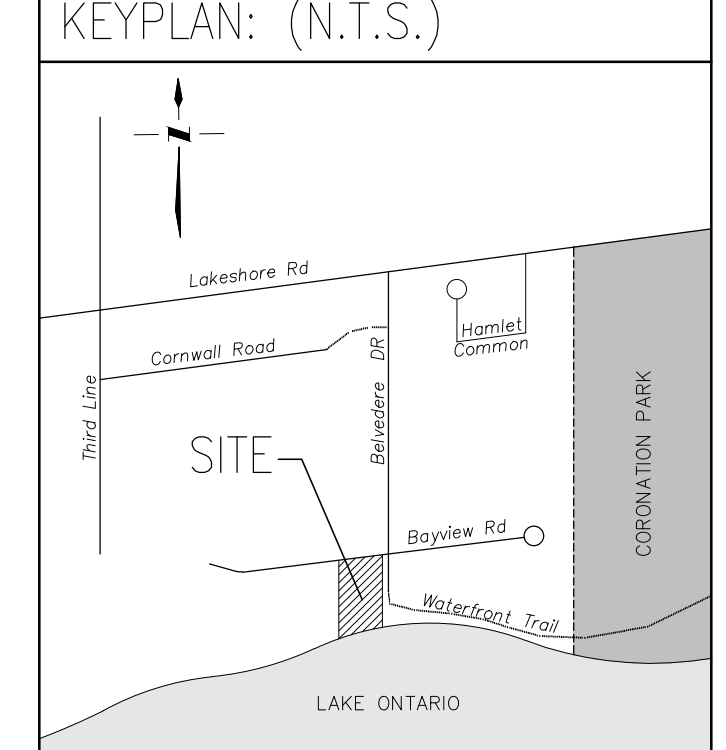 KEYPLAN: (N.T.S.)
N
Lakeshore Rd
Hamlet
Common
Cornwall Road
Belvedere DR
Third Line
CORONATION PARK
SITE
Bayview Rd
Waterfront Trail
LAKE ONTARIO